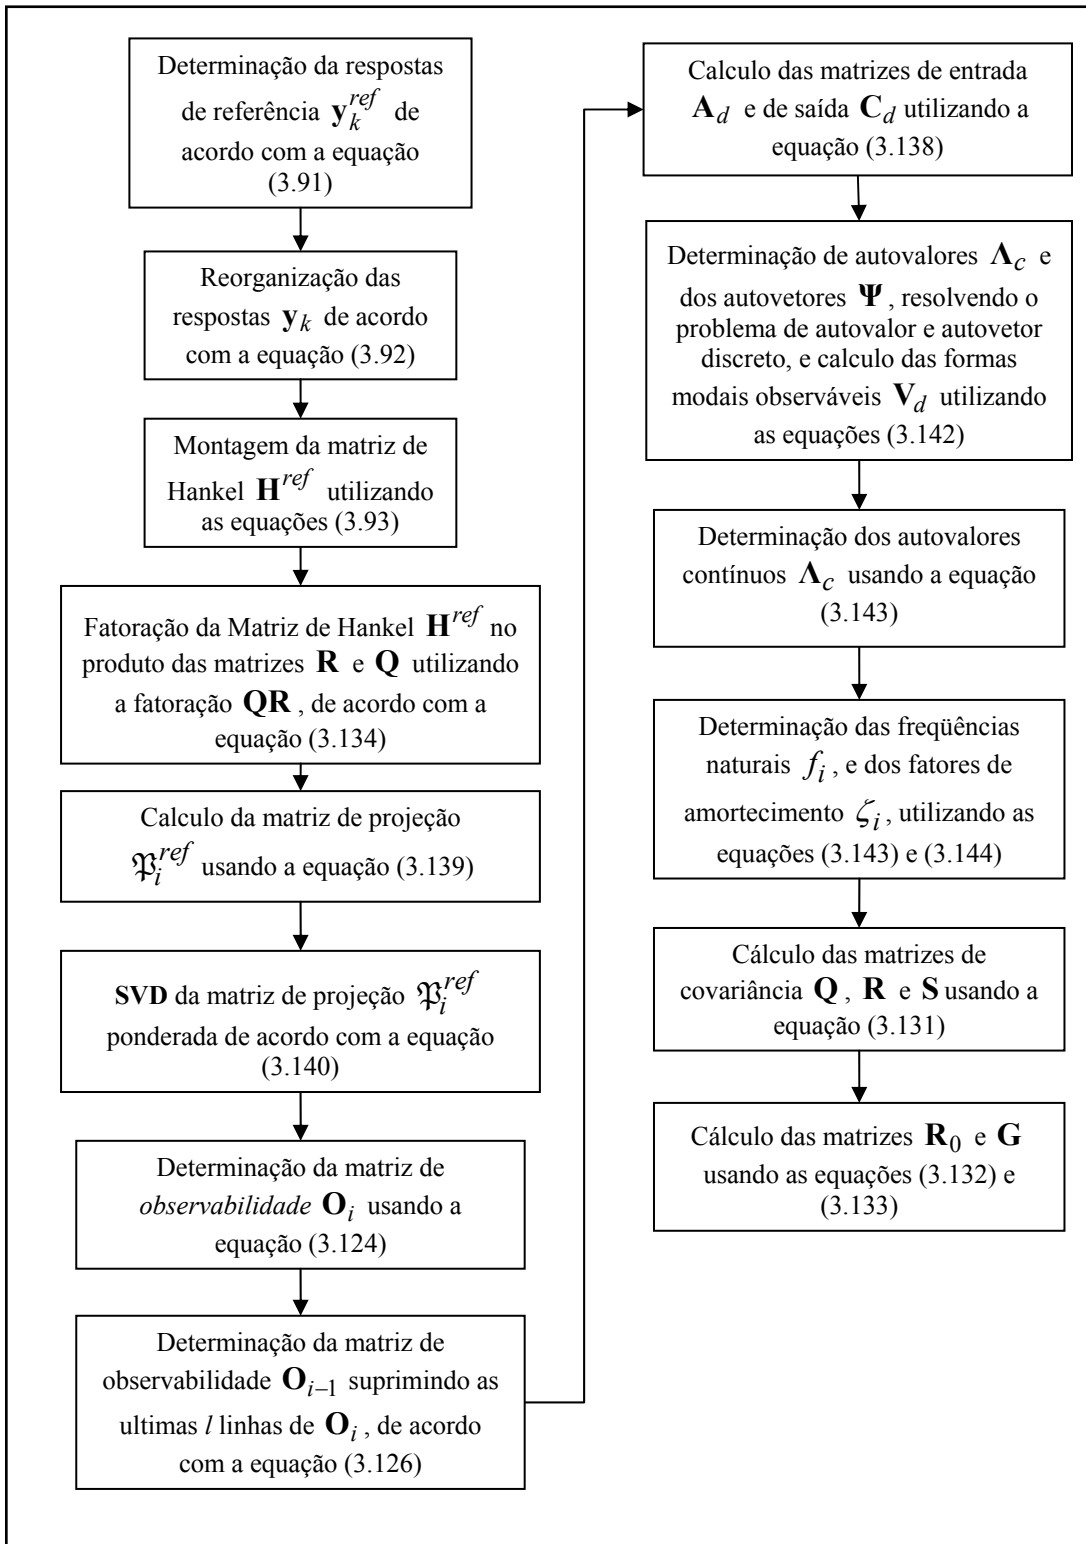 Determinação da respostas
de referência y_k^{ref} de
acordo com a equação
(3.91)
Reorganização das
respostas y_k de acordo
com a equação (3.92)
Montagem da matriz de
Hankel H^{ref} utilizando
as equações (3.93)
Fatoração da Matriz de Hankel H^{ref} no
produto das matrizes R e Q utilizando
a fatoração QR , de acordo com a
equação (3.134)
Calculo da matriz de projeção
𝔓_i^{ref} usando a equação (3.139)
SVD da matriz de projeção 𝔓_i^{ref}
ponderada de acordo com a equação
(3.140)
Determinação da matriz de
observabilidade O_i usando a
equação (3.124)
Determinação da matriz de
observabilidade O_{i−1} suprimindo as
ultimas l linhas de O_i , de acordo
com a equação (3.126)
Calculo das matrizes de entrada
A_d e de saída C_d utilizando a
equação (3.138)
Determinação de autovalores Λ_c e
dos autovetores Ψ , resolvendo o
problema de autovalor e autovetor
discreto, e calculo das formas
modais observáveis V_d utilizando
as equações (3.142)
Determinação dos autovalores
contínuos Λ_c usando a equação
(3.143)
Determinação das freqüências
naturais f_i , e dos fatores de
amortecimento ζ_i , utilizando as
equações (3.143) e (3.144)
Cálculo das matrizes de
covariância Q , R e S usando a
equação (3.131)
Cálculo das matrizes R_0 e G
usando as equações (3.132) e
(3.133)